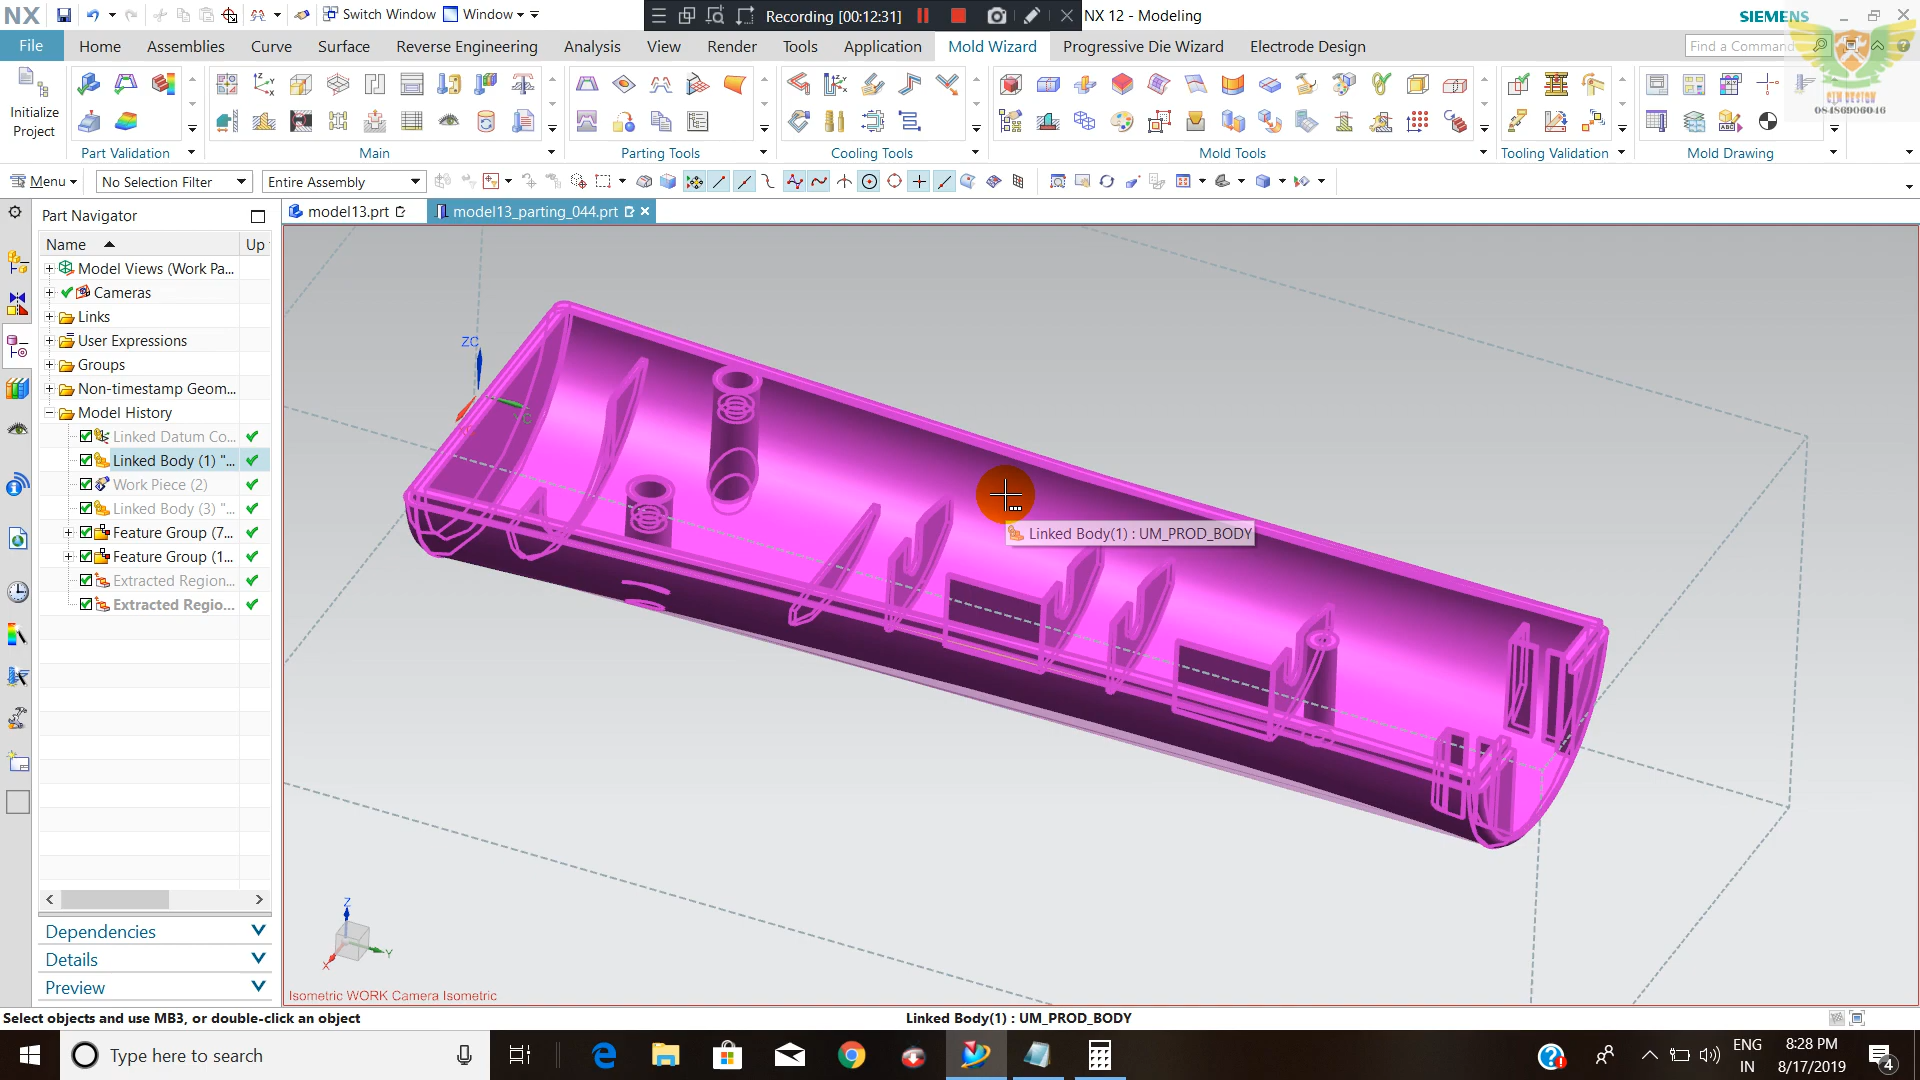 NX
Switch Window
Window
Recording [00:12:31]
NX 12 - Modeling
SIEMENS
File
Home
Assemblies
Curve
Surface
Reverse Engineering
Analysis
View
Render
Tools
Application
Mold Wizard
Progressive Die Wizard
Electrode Design
Find a Command
Initialize
Project
CIM DESIGN
08486906046
Part Validation
Main
Parting Tools
Cooling Tools
Mold Tools
Tooling Validation
Mold Drawing
Menu
No Selection Filter
Entire Assembly
Part Navigator
model13.prt
model13_parting_044.prt
Name
Up
Model Views (Work Pa...
Cameras
Links
User Expressions
Groups
Non-timestamp Geom...
Model History
Linked Datum Co...
Linked Body (1) "...
Work Piece (2)
Linked Body (3) "...
Feature Group (7...
Feature Group (1...
Extracted Region...
Extracted Regio...
ZC
Linked Body(1) : UM_PROD_BODY
Dependencies
Details
Preview
Z
Y
X
Isometric WORK Camera Isometric
Select objects and use MB3, or double-click an object
Linked Body(1) : UM_PROD_BODY
Type here to search
ENG
IN
8:28 PM
8/17/2019
4